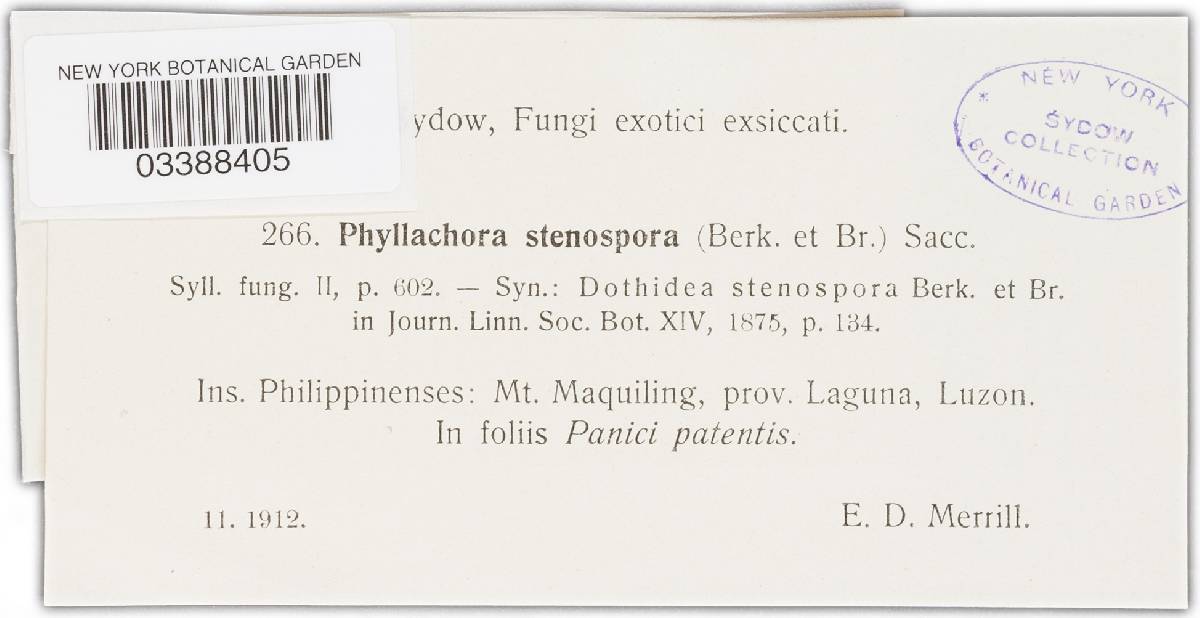 NEW YORK BOTANICAL GARDEN
03388405
ydow, Fungi exotici exsiccati.
NEW YORK
SYDOW
COLLECTION
BOTANICAL GARDEN
266. Phyllachora stenospora (Berk. et Br.) Sacc.
Syll. fung. II, p. 602. — Syn.: Dothidea stenospora Berk. et Br.
in Journ. Linn. Soc. Bot. XIV, 1875, p. 134.
Ins. Philippinenses: Mt. Maquiling, prov. Laguna, Luzon.
In foliis Panici patentis.
11. 1912.
E. D. Merrill.